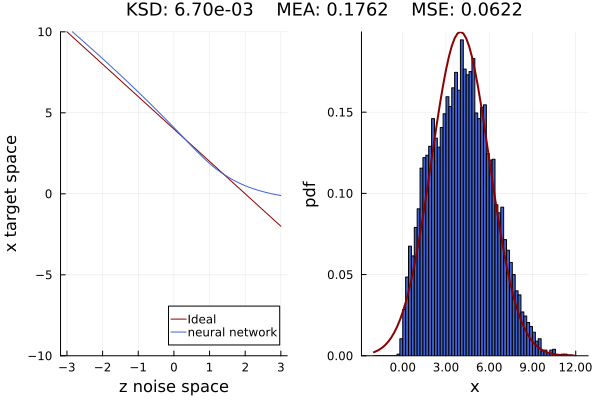 KSD: 6.70e-03 MEA: 0.1762 MSE: 0.0622
10
5
0
−5
−10
x target space
−3 −2 −1 0 1 2 3
z noise space
Ideal
neural network
0.15
0.10
0.05
0.00
pdf
0.00 3.00 6.00 9.00 12.00
x